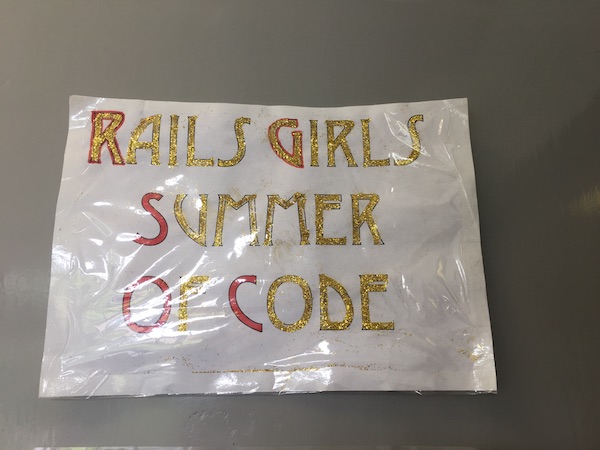 RAILS GIRLS
SUMMER
OF CODE